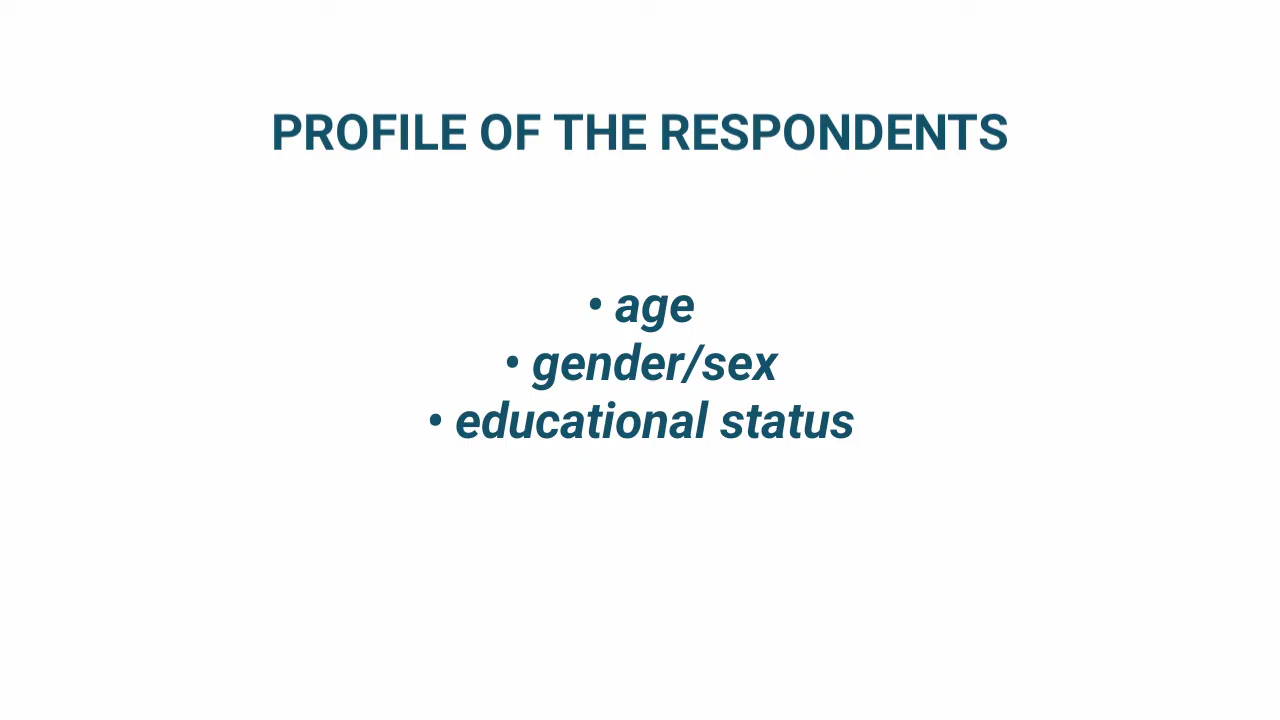 PROFILE OF THE RESPONDENTS
• age
• gender/sex
• educational status